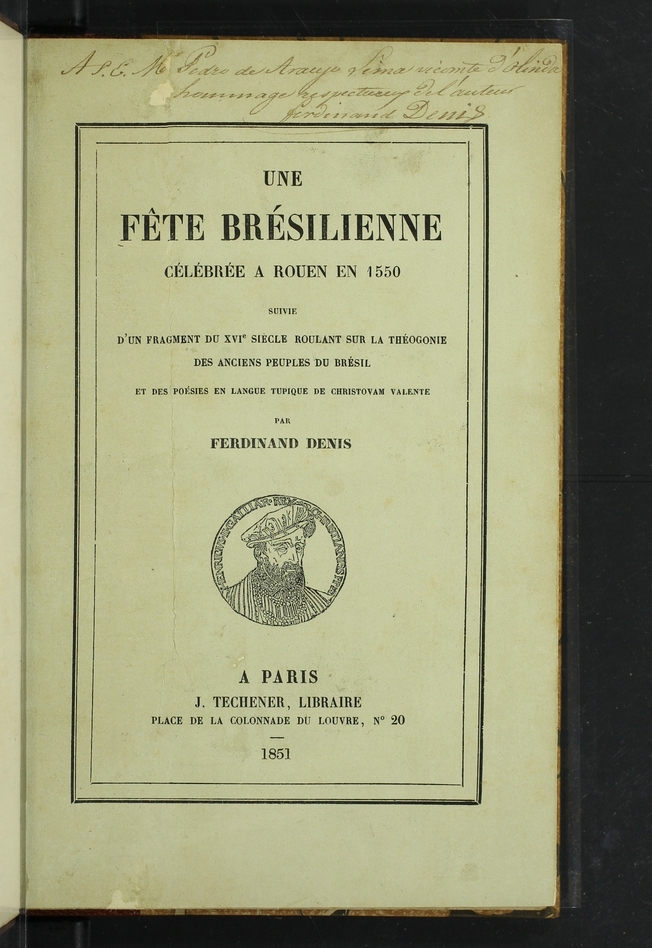 A S. E. Mr Pedro de Araujo Lima vicomte d'Olinda
hommage respectueux de l'auteur
ferdinand Denis
UNE
FÊTE BRÉSILIENNE
CÉLÉBRÉE A ROUEN EN 1550
SUIVIE
D'UN FRAGMENT DU XVIe SIÈCLE ROULANT SUR LA THÉOGONIE
DES ANCIENS PEUPLES DU BRÉSIL
ET DES POÉSIES EN LANGUE TUPIQUE DE CHRISTOVAM VALENTE
PAR
FERDINAND DENIS
A PARIS
J. TECHENER, LIBRAIRE
PLACE DE LA COLONNADE DU LOUVRE, No 20
1851